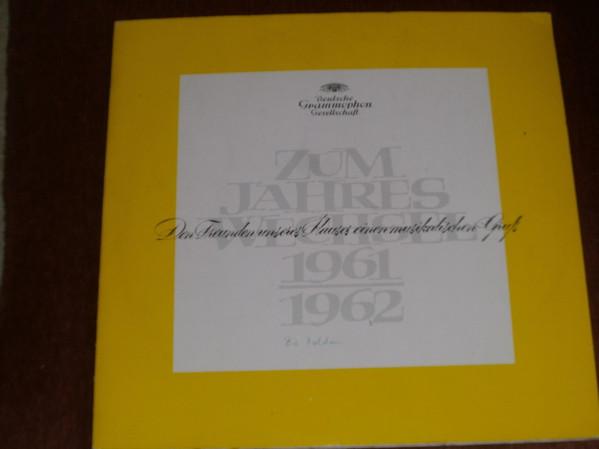 Deutsche
Grammophon
Gesellschaft
ZUM
JAHRES
WECHSEL
Den Freunden unseres Hauses einen musikalischen Gruß
1961
1962